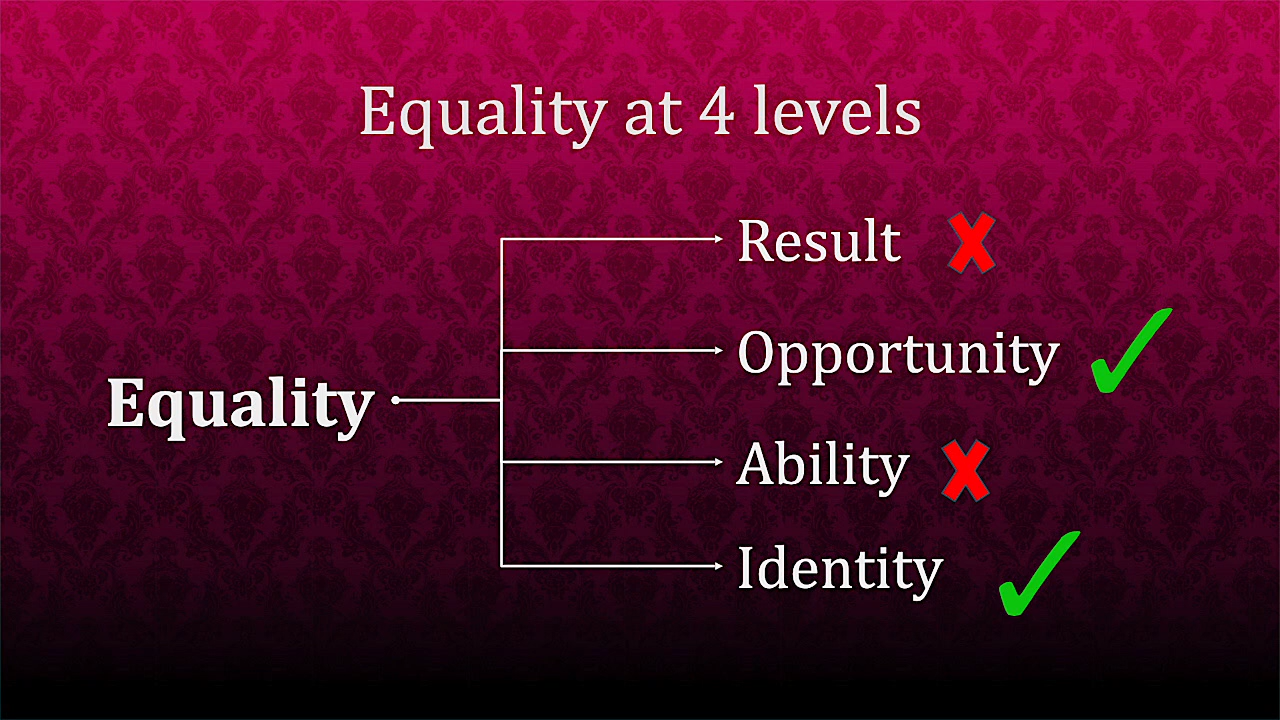 Equality at 4 levels
Result
Opportunity
Equality
Ability
Identity